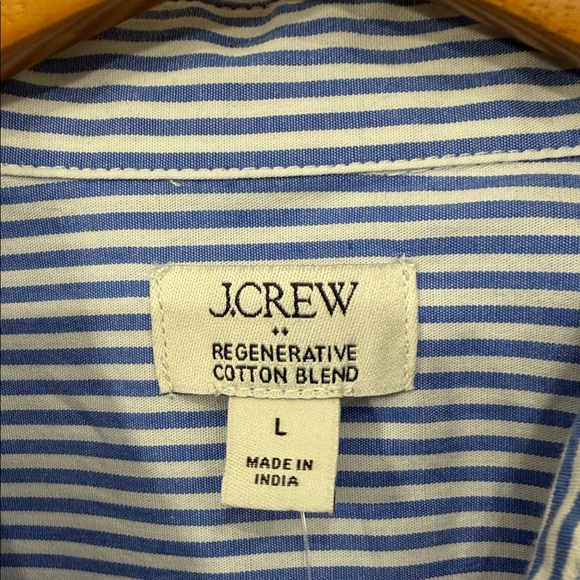 J.CREW
REGENERATIVE
COTTON BLEND
L
MADE IN
INDIA